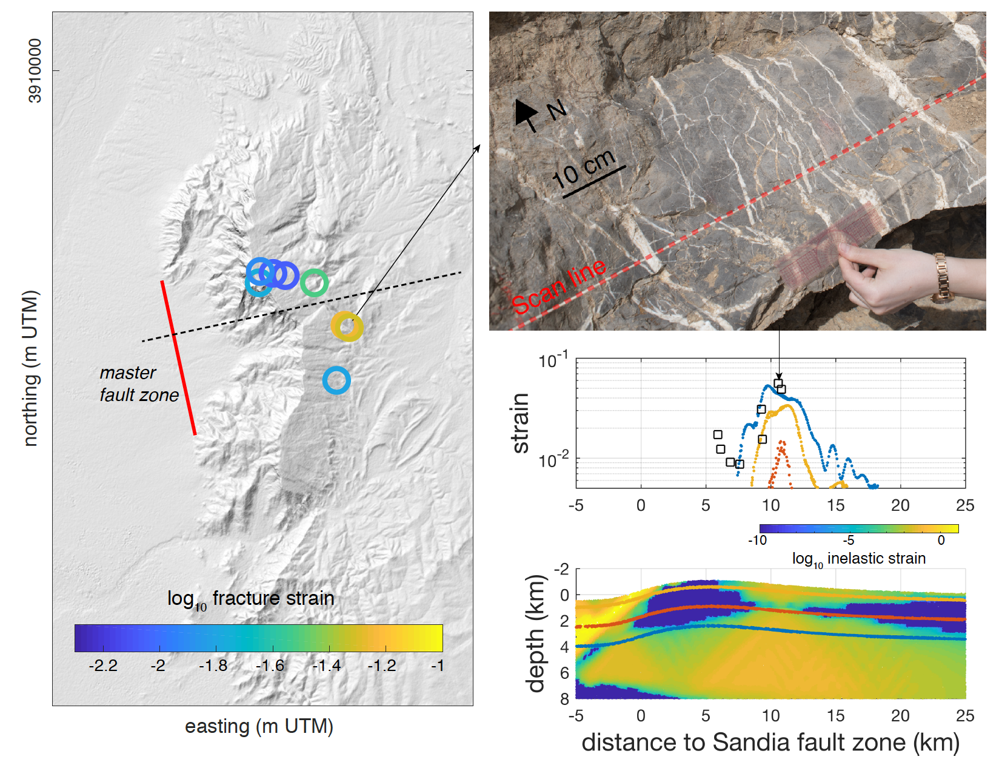 3910000
northing (m UTM)
master
fault zone
log10 fracture strain
-2.2 -2 -1.8 -1.6 -1.4 -1.2 -1
easting (m UTM)
N
10 cm
Scan line
strain
10-1
10-2
-5 0 5 10 15 20 25
-10 -5 0
log10 inelastic strain
depth (km)
-2
0
2
4
6
8
-5 0 5 10 15 20 25
distance to Sandia fault zone (km)